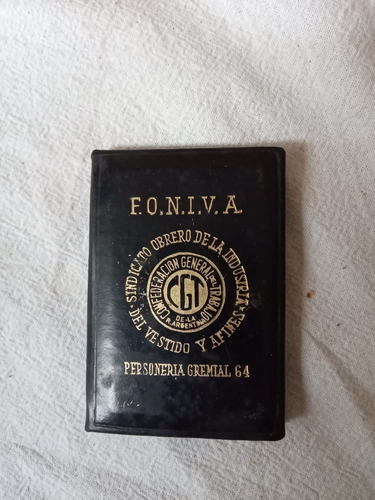 F.O.N.I.V.A.
SINDICATO OBRERO DE LA INDUSTRIA
DEL VESTIDO Y AFINES
CONFEDERACION GENERAL DEL TRABAJO
CGT
DE LA
R. ARGENTINA
PERSONERIA GREMIAL 64